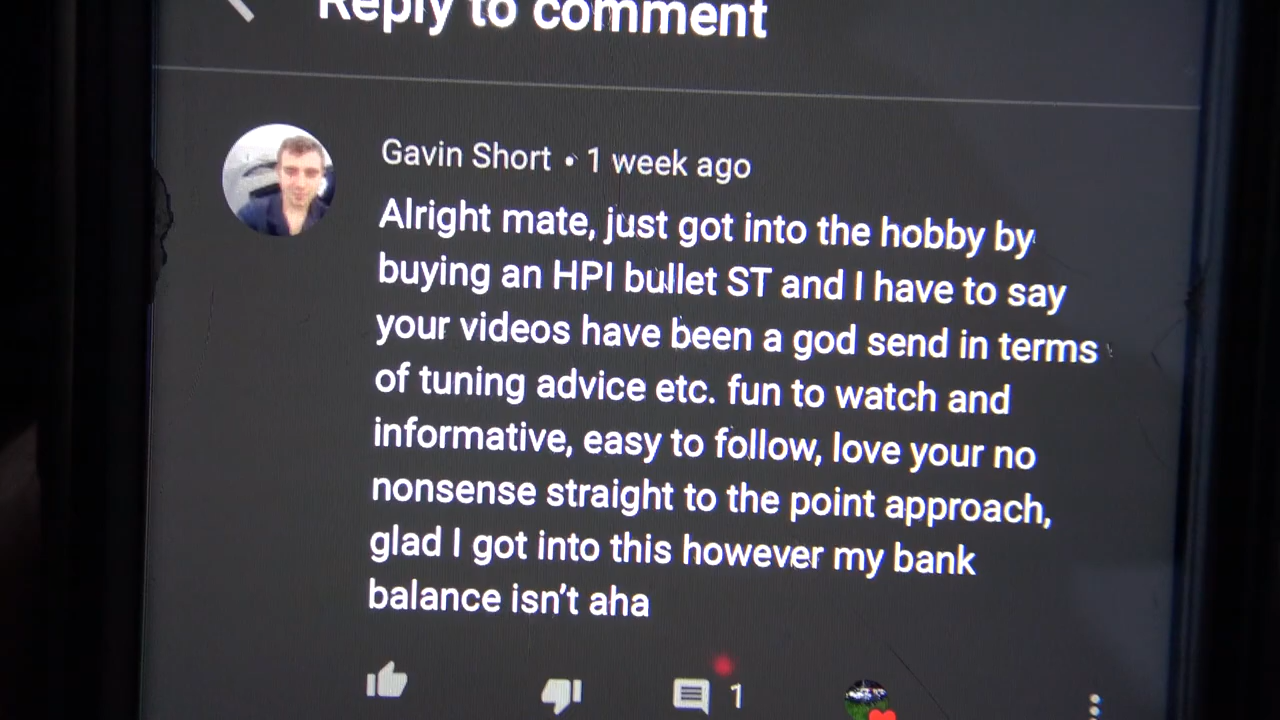 Reply to comment
Gavin Short • 1 week ago
Alright mate, just got into the hobby by
buying an HPI bullet ST and I have to say
your videos have been a god send in terms
of tuning advice etc. fun to watch and
informative, easy to follow, love your no
nonsense straight to the point approach,
glad I got into this however my bank
balance isn't aha
1